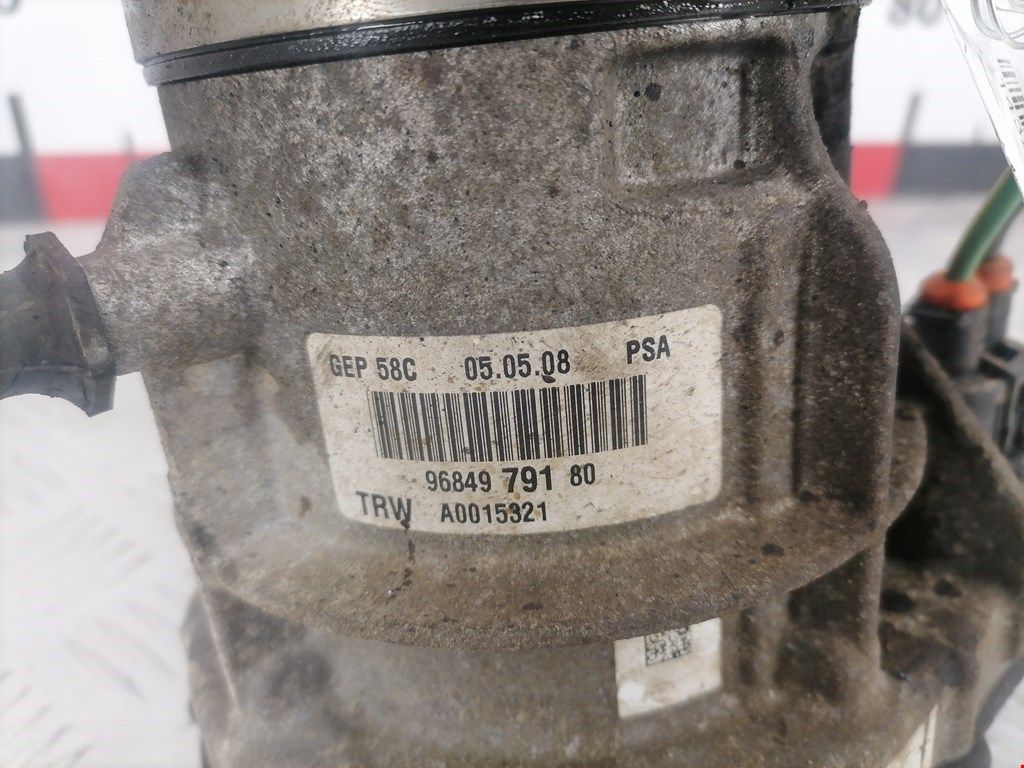 GEP 58C 05.05.08 PSA
96849 791 80
TRW A0015321